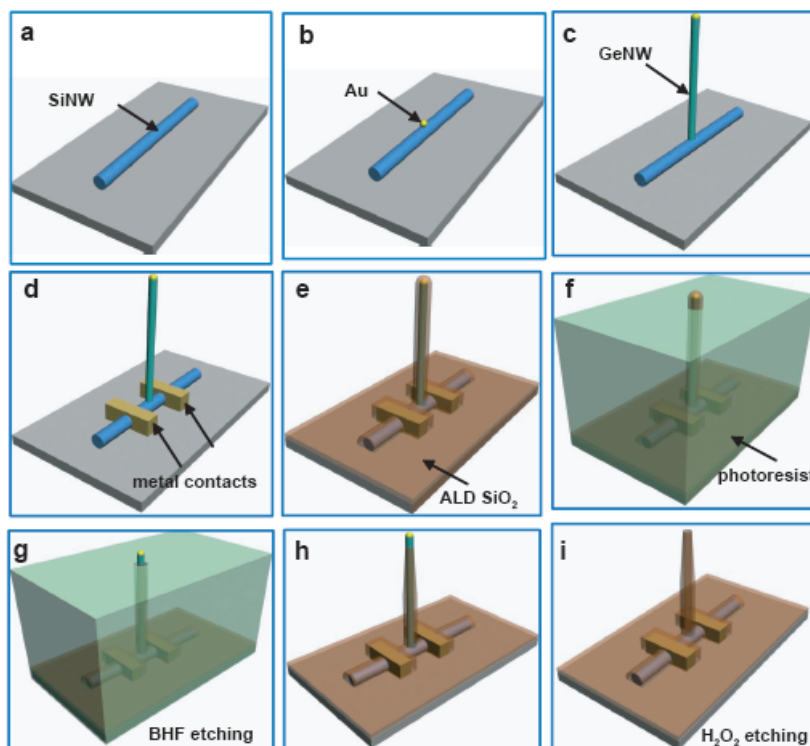 a
SiNW
b
Au
c
GeNW
d
metal contacts
e
ALD SiO₂
f
photoresist
g
BHF etching
h
i
H₂O₂ etching